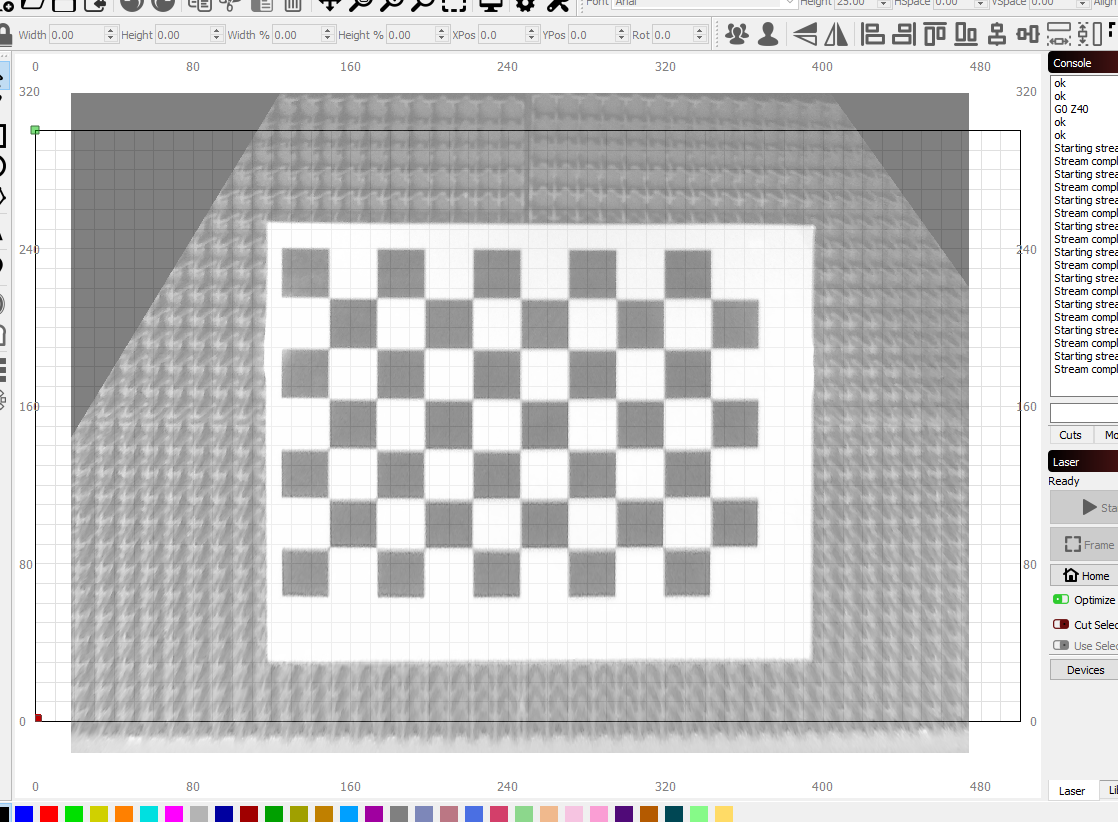 Font Arial Height 25.00 HSpace 0.00 VSpace 0.00 Align
Width 0.00 Height 0.00 Width % 0.00 Height % 0.00 XPos 0.0 YPos 0.0 Rot 0.0
0 80 160 240 320 400 480
320 320
240 240
160 160
80 80
0 0
0 80 160 240 320 400 480
Console
ok
ok
G0 Z40
ok
ok
Starting strea
Stream compl
Starting strea
Stream compl
Starting strea
Stream compl
Starting strea
Stream compl
Starting strea
Stream compl
Starting strea
Stream compl
Starting strea
Stream compl
Starting strea
Stream compl
Starting strea
Stream compl
Cuts Mo
Laser
Ready
Sta
Frame
Home
Optimize
Cut Selec
Use Selec
Devices
Laser Li